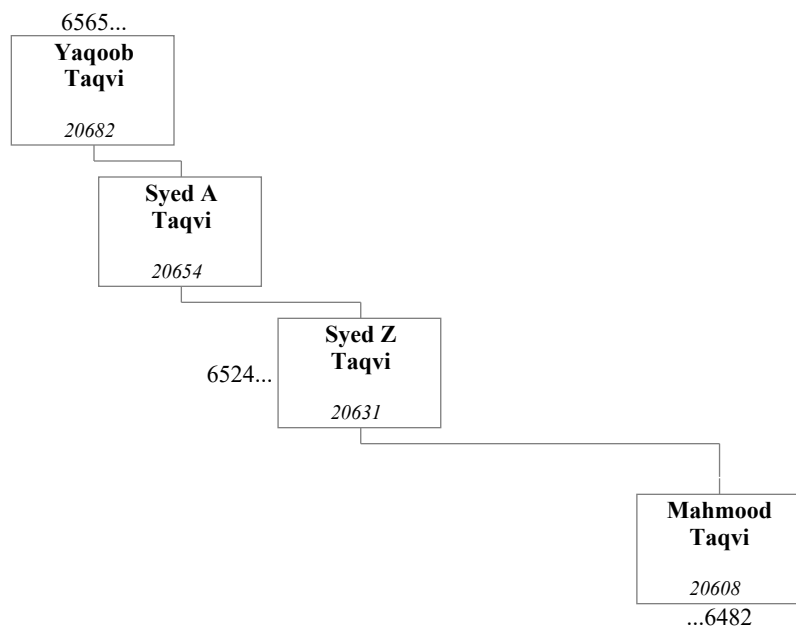 6565...
Yaqoob
Taqvi
20682
Syed A
Taqvi
20654
Syed Z
Taqvi
6524...
20631
Mahmood
Taqvi
20608
...6482